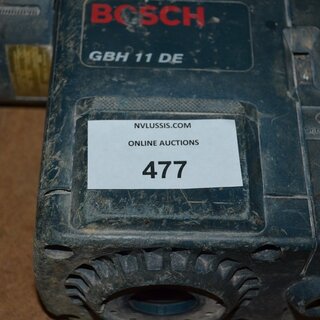 BOSCH
GBH 11 DE
NVLUSSIS.COM
ONLINE AUCTIONS
477